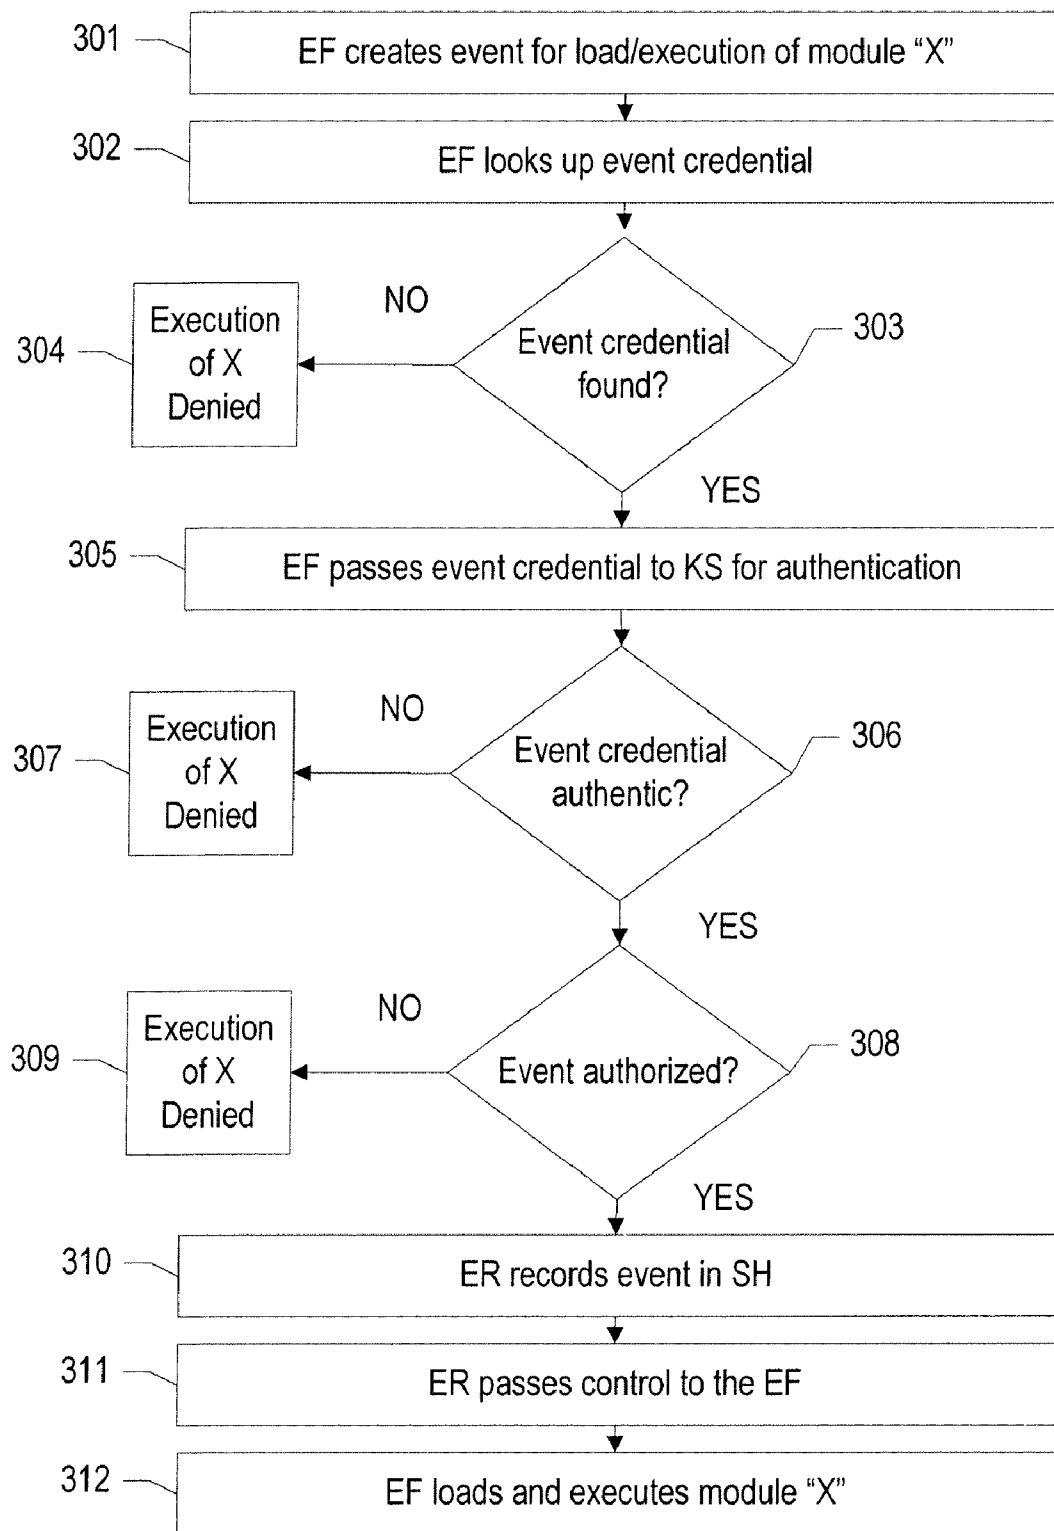 301
EF creates event for load/execution of module “X”
302
EF looks up event credential
NO
Execution
of X
Denied
304
Event credential
found?
303
YES
305
EF passes event credential to KS for authentication
NO
Execution
of X
Denied
307
Event credential
authentic?
306
YES
NO
Execution
of X
Denied
309
Event authorized?
308
YES
310
ER records event in SH
311
ER passes control to the EF
312
EF loads and executes module “X”